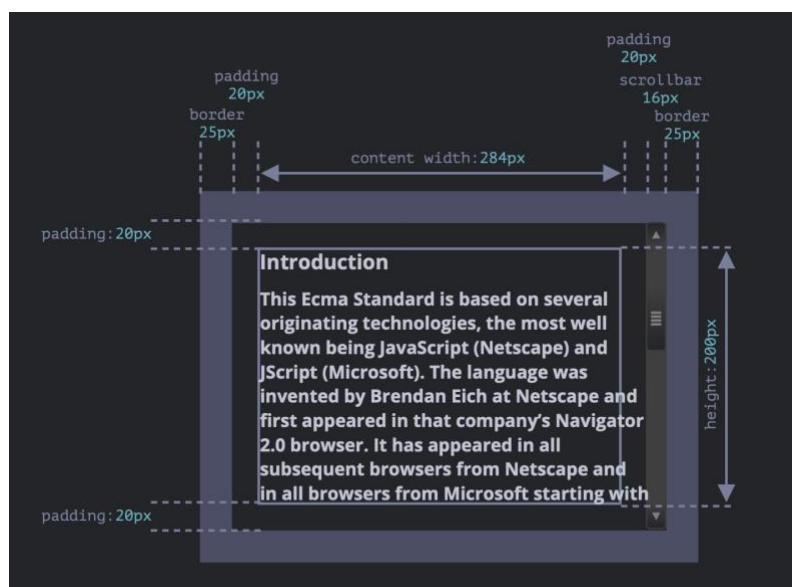 padding
20px
scrollbar
16px
border
25px
padding
20px
border
25px
content width:284px
padding:20px
Introduction
This Ecma Standard is based on several
originating technologies, the most well
known being JavaScript (Netscape) and
JScript (Microsoft). The language was
invented by Brendan Eich at Netscape and
first appeared in that company’s Navigator
2.0 browser. It has appeared in all
subsequent browsers from Netscape and
in all browsers from Microsoft starting with
height:200px
padding:20px